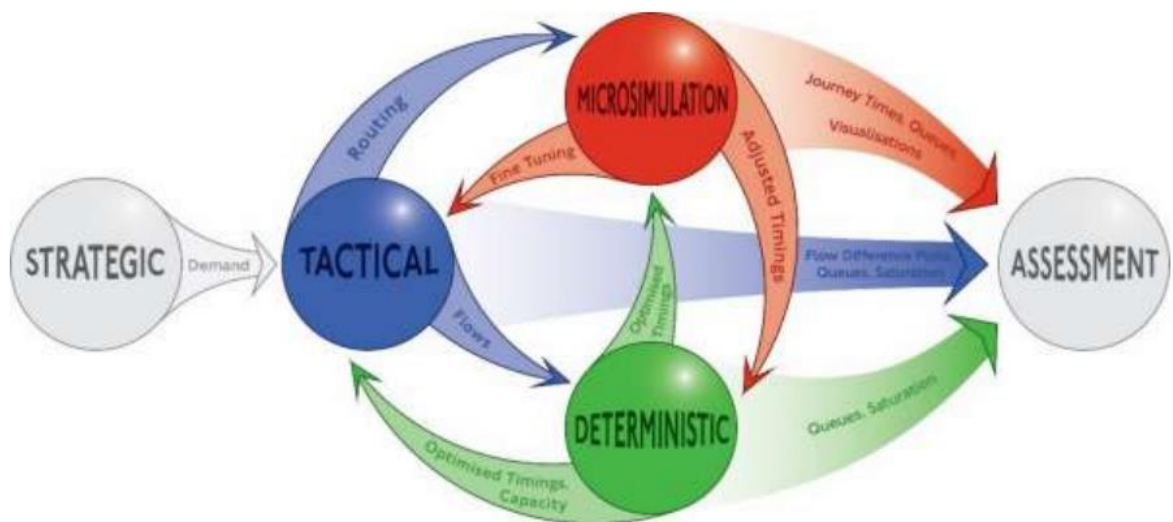 STRATEGIC
Demand
TACTICAL
Routing
Flows
MICROSIMULATION
Fine Tuning
Adjusted Timings
Optimised
Timings
DETERMINISTIC
Optimised Timings.
Capacity
Journey Times. Queues
Visualisations
Flow Difference Plots.
Queues. Saturation
Queues. Saturation
ASSESSMENT